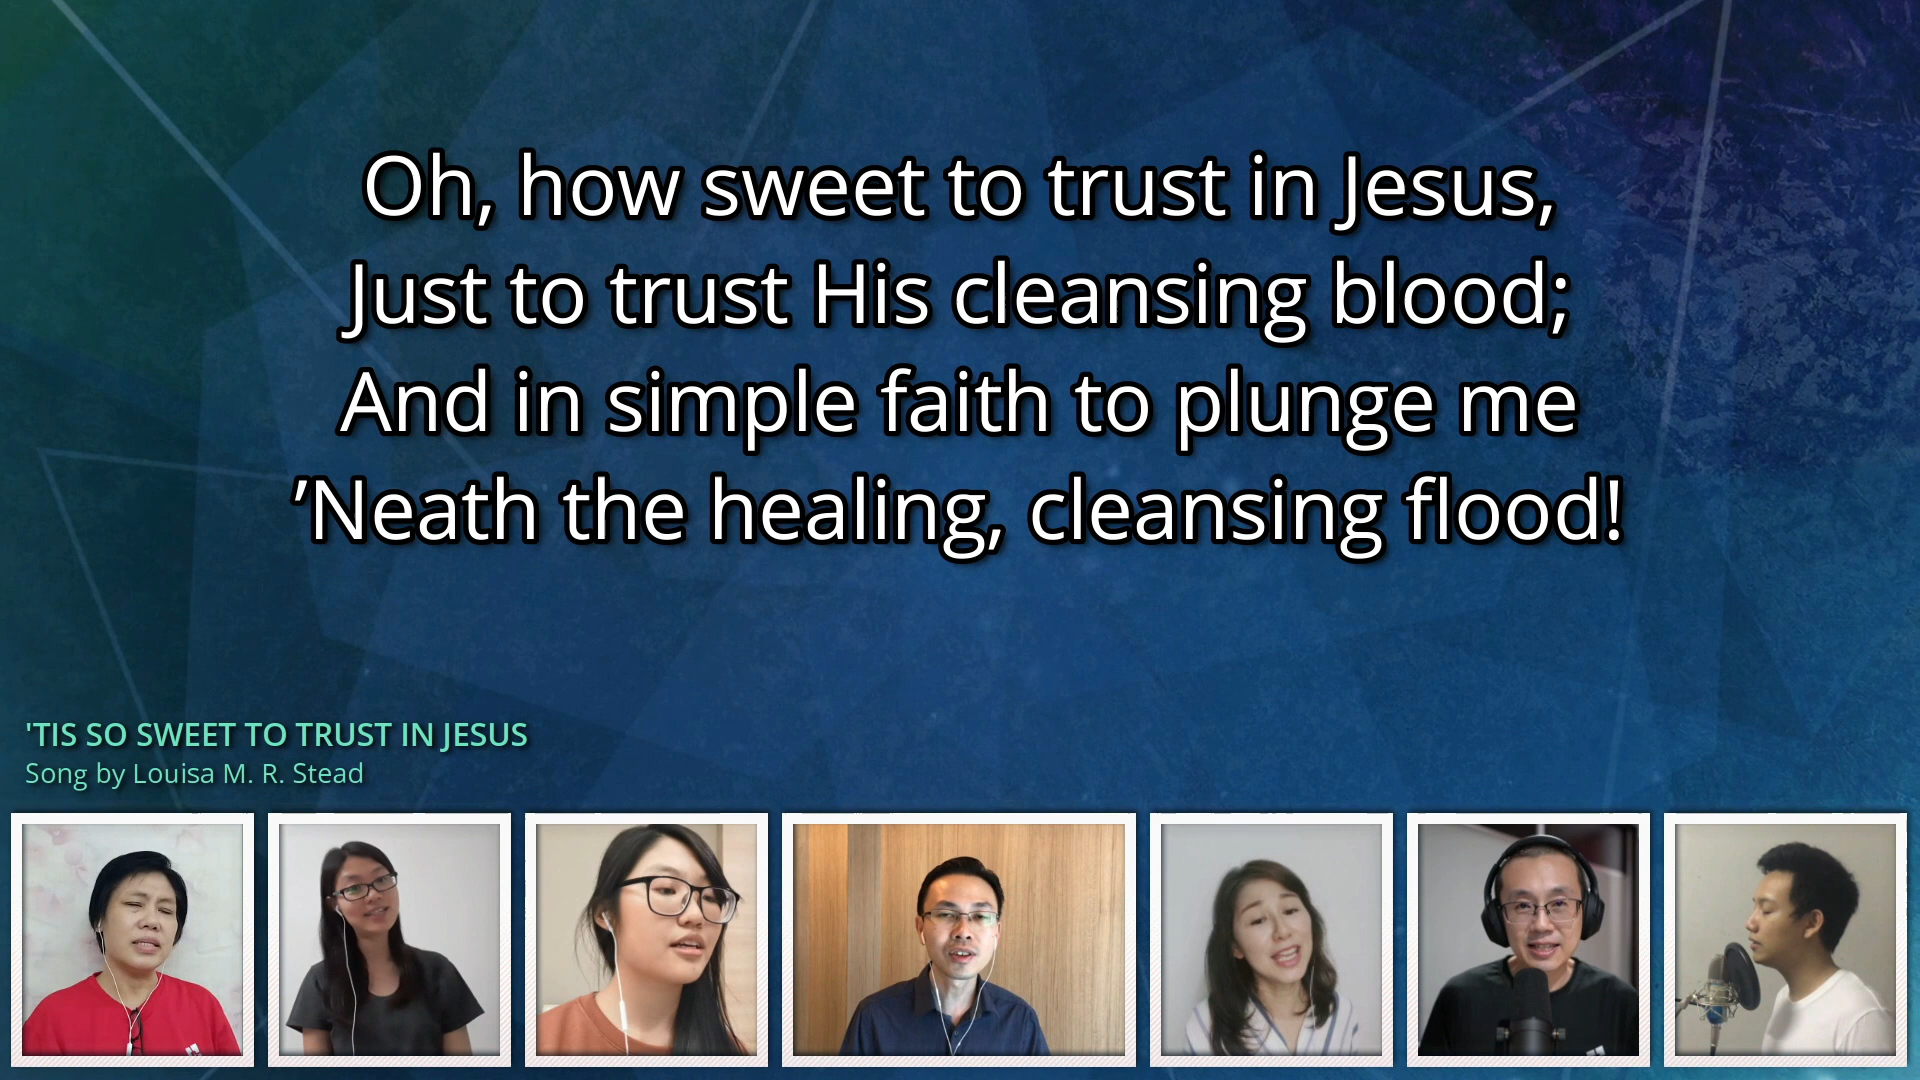 Oh, how sweet to trust in Jesus,
Just to trust His cleansing blood;
And in simple faith to plunge me
’Neath the healing, cleansing flood!
'TIS SO SWEET TO TRUST IN JESUS
Song by Louisa M. R. Stead